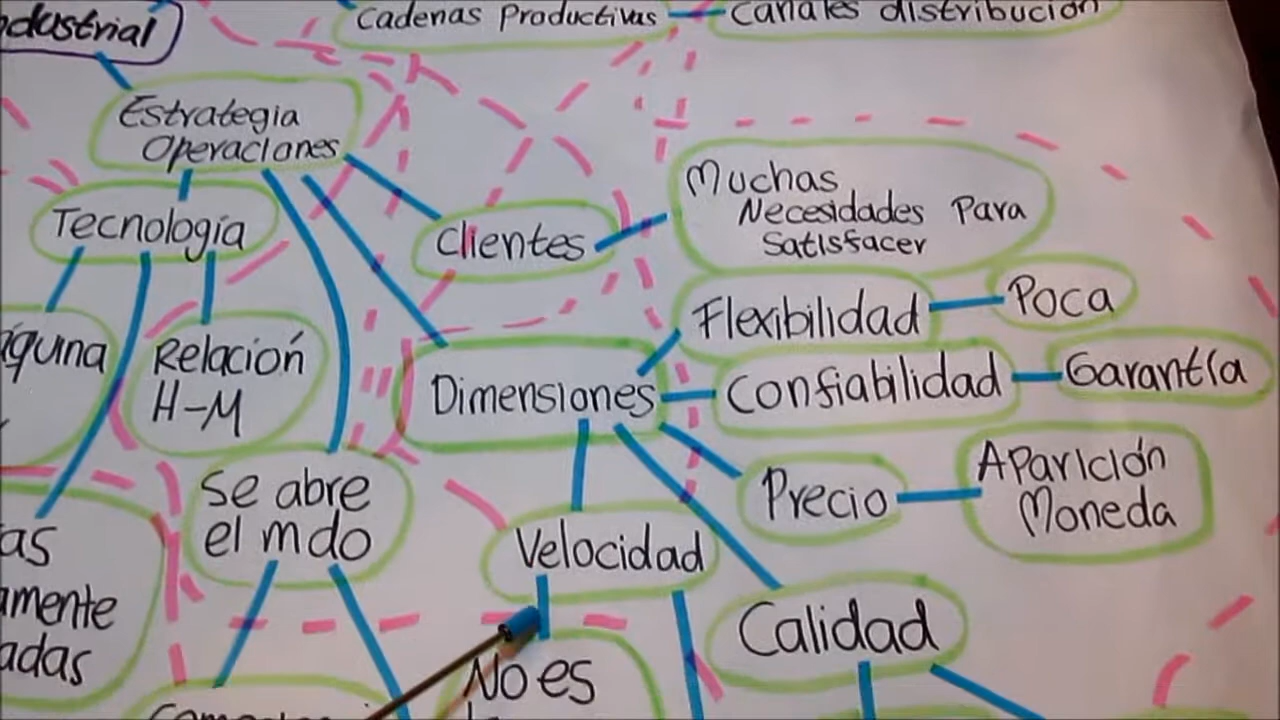 Cadenas Productivas
Canales distribución
Estrategia
Operaciones
Tecnología
Clientes
Muchas
Necesidades Para
Satisfacer
Flexibilidad
Poca
Relación
H-M
Dimensiones
Confiabilidad
Garantía
Se abre
el mdo
Precio
Aparición
Moneda
Velocidad
Calidad
No es